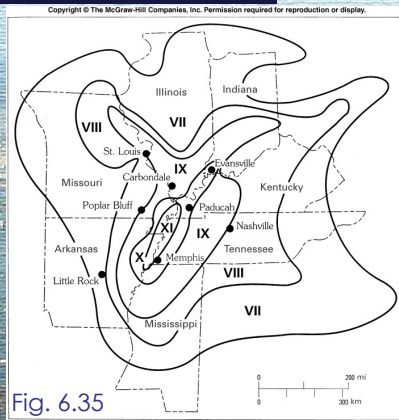 Copyright © The McGraw-Hill Companies, Inc. Permission required for reproduction or display.
Illinois
Indiana
VIII
VII
St. Louis
IX
Evansville
Carbondale
Missouri
Kentucky
Poplar Bluff
Paducah
XI
IX
Nashville
Arkansas
Tennessee
X
Memphis
VIII
Little Rock
VII
Mississippi
0 200 mi
0 300 km
Fig. 6.35